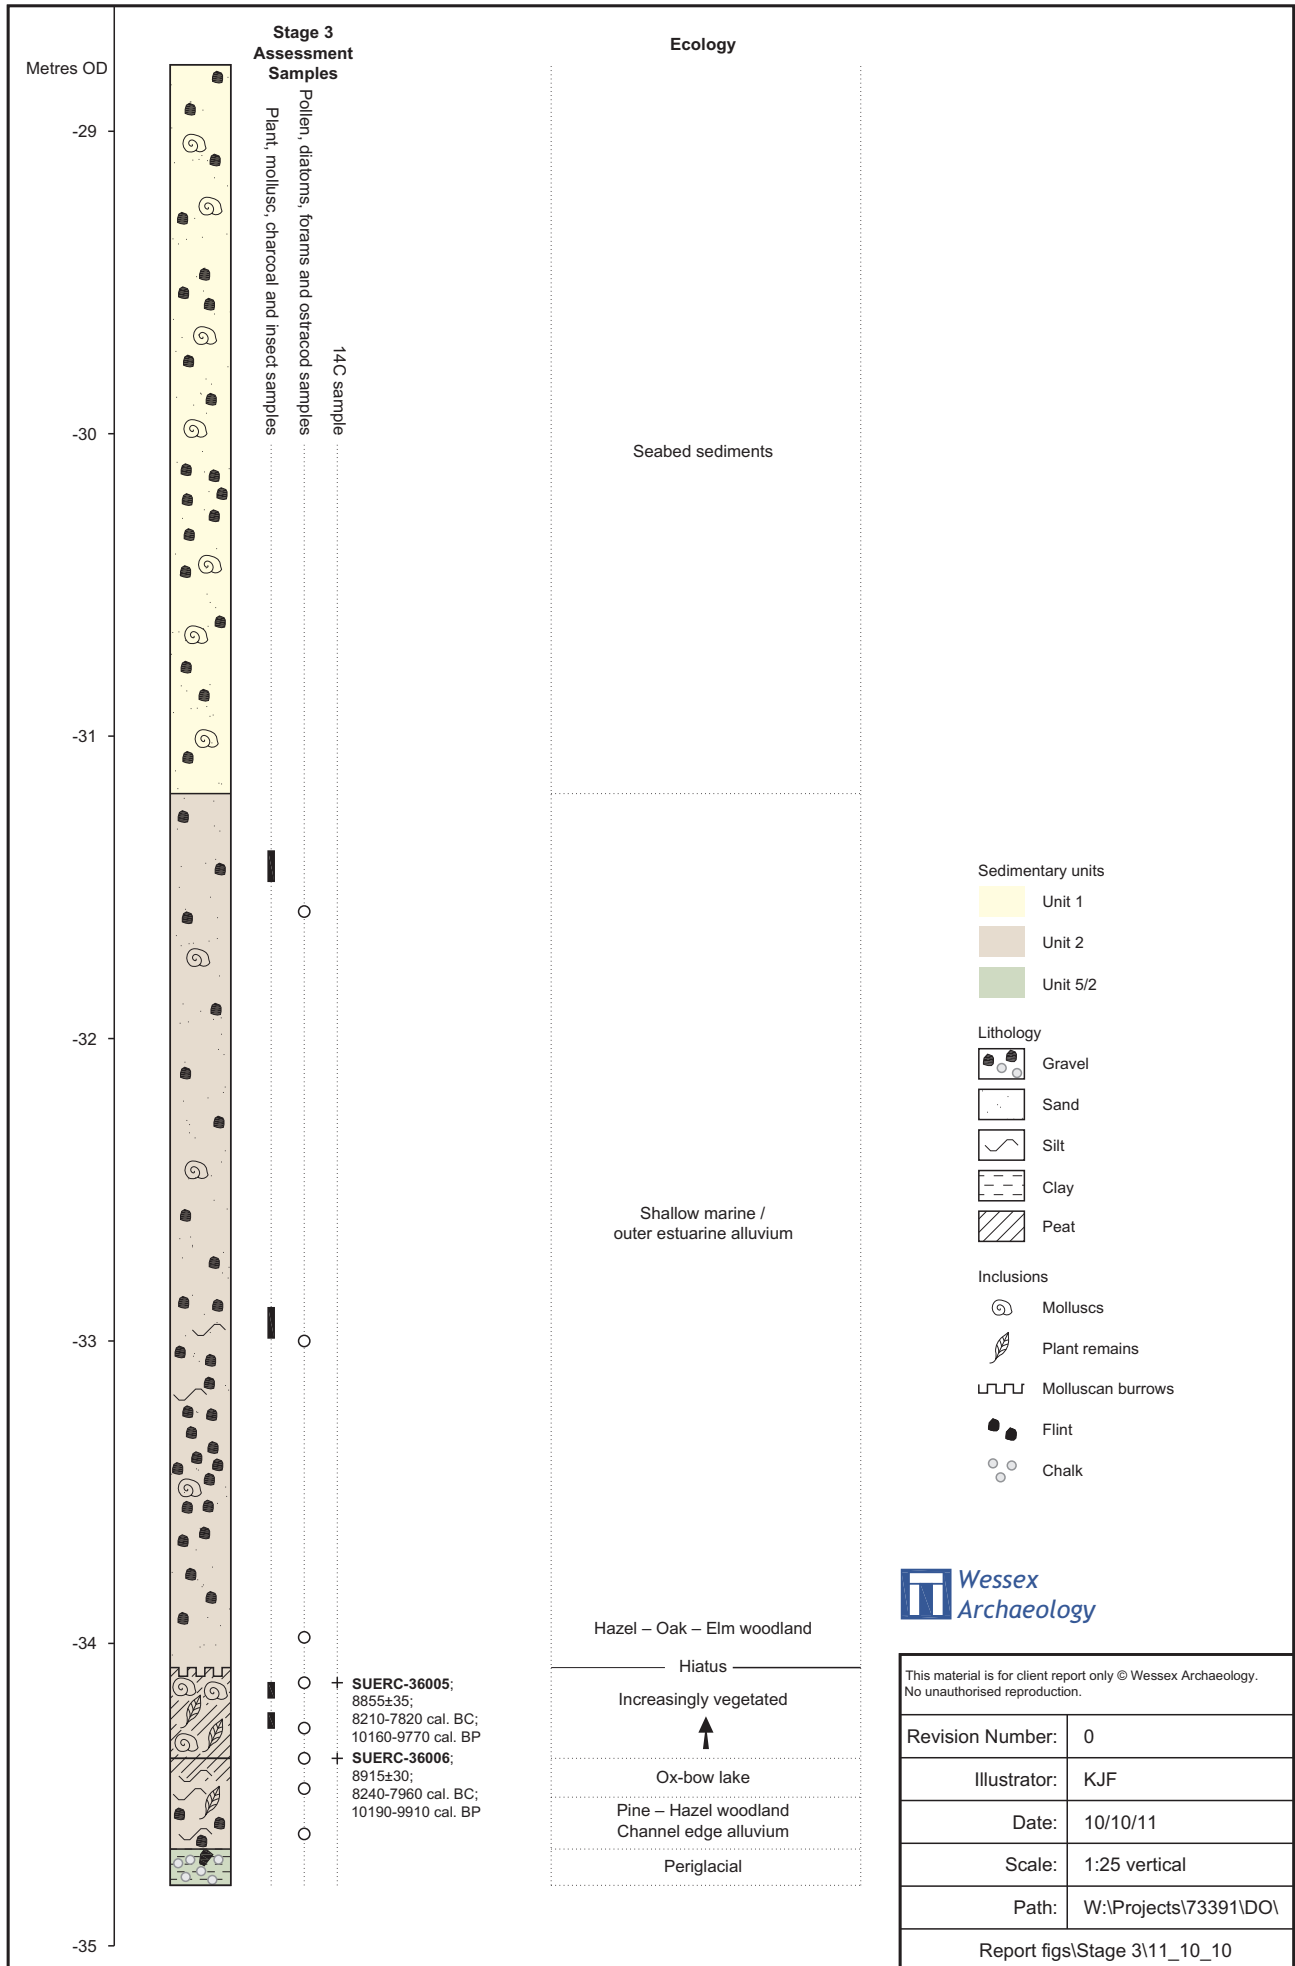 Stage 3
Assessment
Samples
Ecology
Metres OD
Plant, mollusc, charcoal and insect samples
Pollen, diatoms, forams and ostracod samples
14C sample
-29
-30
-31
-32
-33
-34
-35
Seabed sediments
Shallow marine /
outer estuarine alluvium
Hazel – Oak – Elm woodland
Hiatus
Increasingly vegetated
Ox-bow lake
Pine – Hazel woodland
Channel edge alluvium
Periglacial
SUERC-36005;
8855±35;
8210-7820 cal. BC;
10160-9770 cal. BP
SUERC-36006;
8915±30;
8240-7960 cal. BC;
10190-9910 cal. BP
Sedimentary units
Unit 1
Unit 2
Unit 5/2
Lithology
Gravel
Sand
Silt
Clay
Peat
Inclusions
Molluscs
Plant remains
Molluscan burrows
Flint
Chalk
Wessex
Archaeology
This material is for client report only © Wessex Archaeology.
No unauthorised reproduction.
Revision Number: 0
Illustrator: KJF
Date: 10/10/11
Scale: 1:25 vertical
Path: W:\Projects\73391\DO\
Report figs\Stage 3\11_10_10